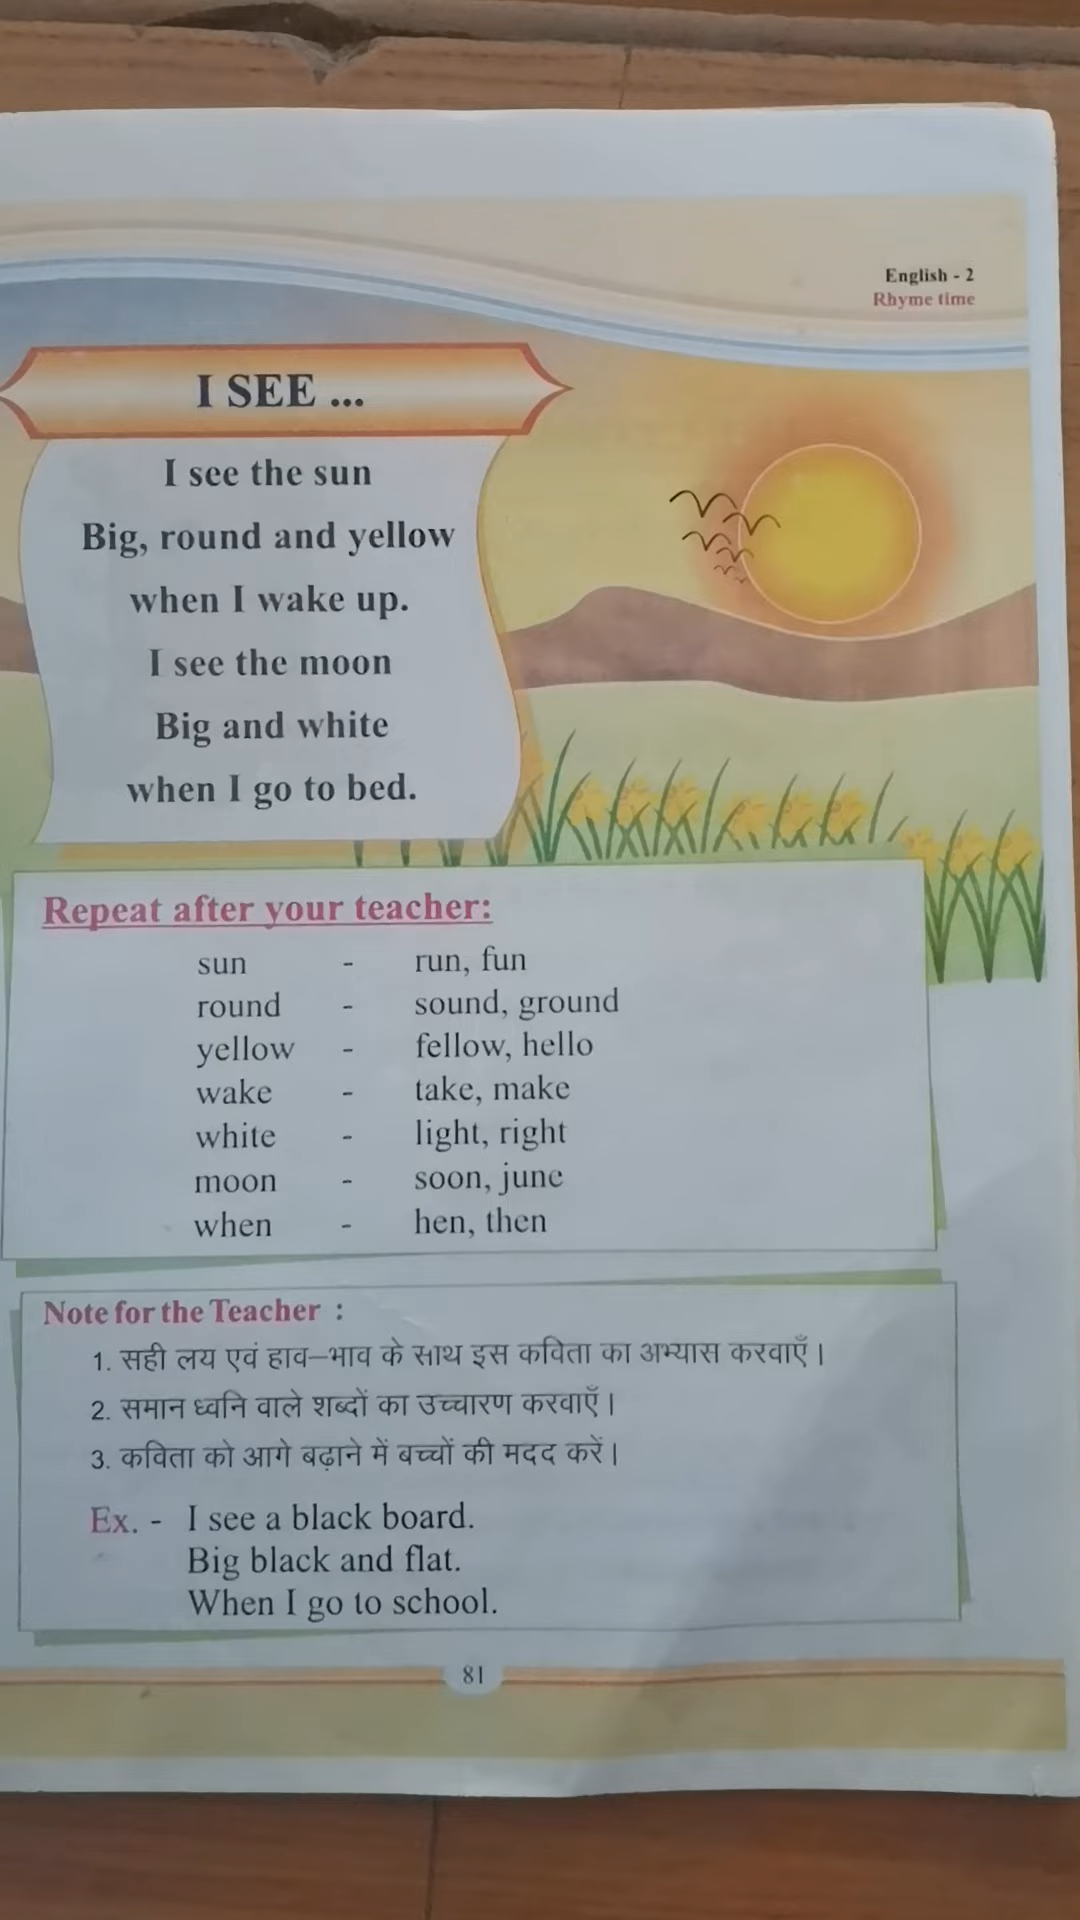 English - 2
Rhyme time
I SEE ...
I see the sun
Big, round and yellow
when I wake up.
I see the moon
Big and white
when I go to bed.
Repeat after your teacher:
sun - run, fun
round - sound, ground
yellow - fellow, hello
wake - take, make
white - light, right
moon - soon, june
when - hen, then
Note for the Teacher :
1. सही लय एवं हाव–भाव के साथ इस कविता का अभ्यास करवाएँ।
2. समान ध्वनि वाले शब्दों का उच्चारण करवाएँ।
3. कविता को आगे बढ़ाने में बच्चों की मदद करें।
Ex. - I see a black board.
Big black and flat.
When I go to school.
81